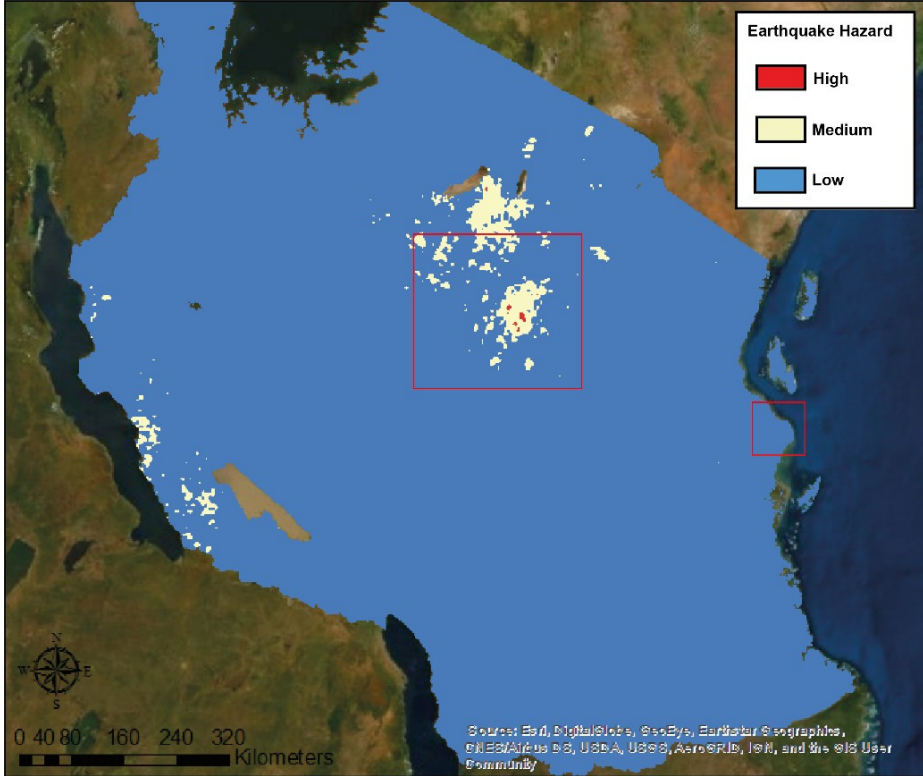 Earthquake Hazard
High
Medium
Low
N
W E
S
0 40 80 160 240 320
Kilometers
Source: Esri, DigitalGlobe, GeoEye, Earthstar Geographics,
CNES/Airbus DS, USDA, USGS, AeroGRID, IGN, and the GIS User
Community